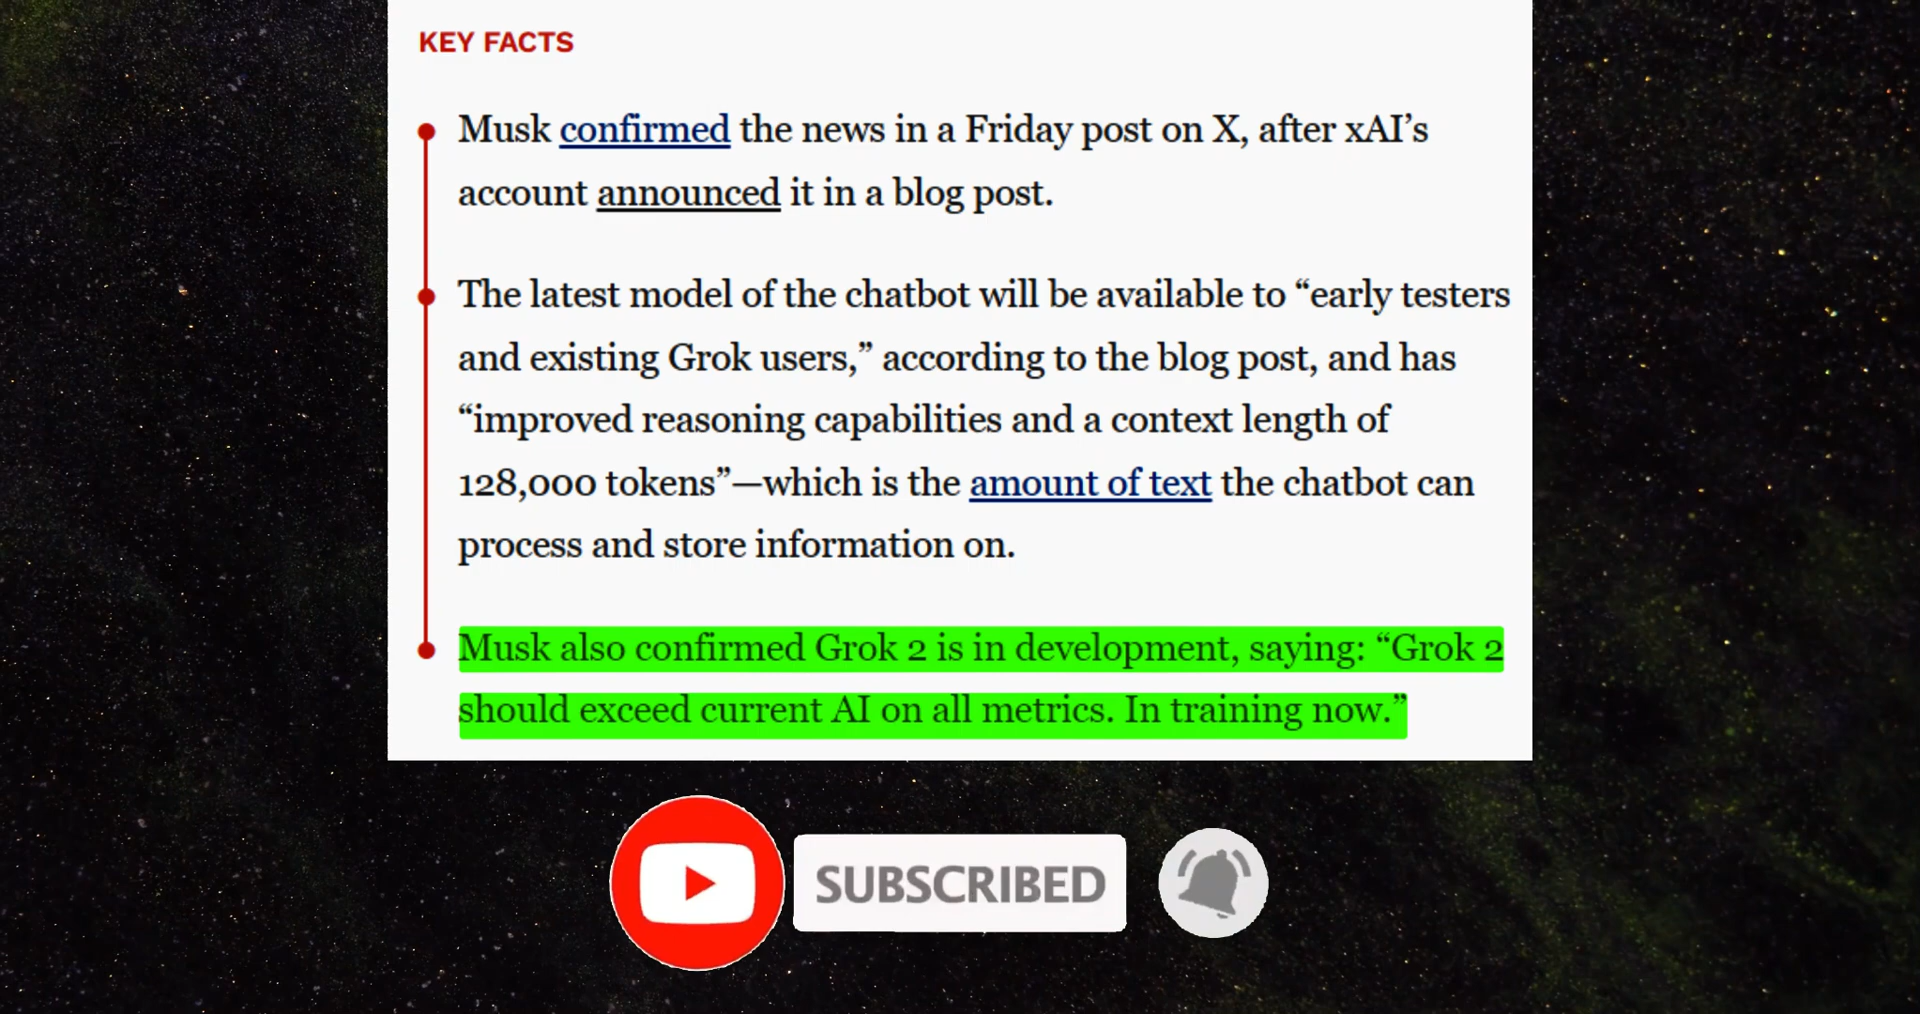 KEY FACTS
Musk confirmed the news in a Friday post on X, after xAI’s
account announced it in a blog post.
The latest model of the chatbot will be available to “early testers
and existing Grok users,” according to the blog post, and has
“improved reasoning capabilities and a context length of
128,000 tokens”—which is the amount of text the chatbot can
process and store information on.
Musk also confirmed Grok 2 is in development, saying: “Grok 2
should exceed current AI on all metrics. In training now.”
SUBSCRIBED